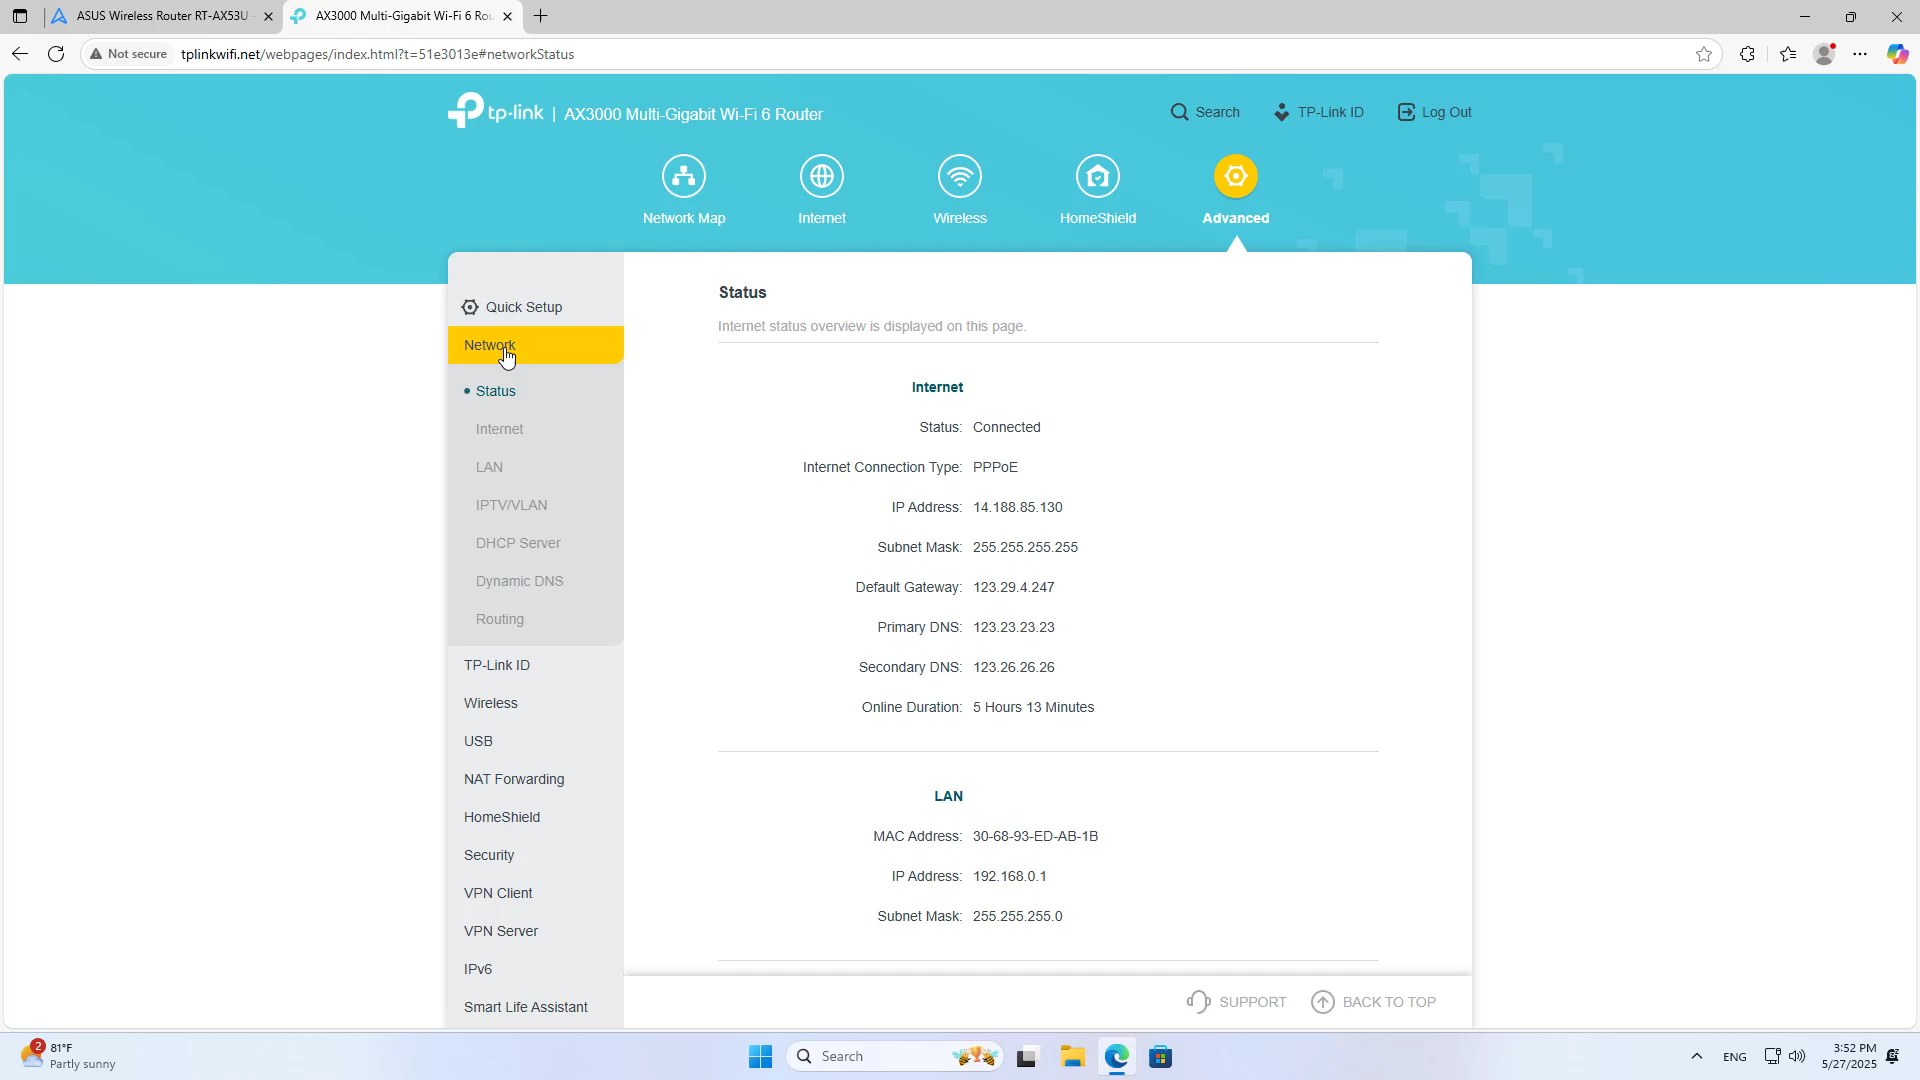 ASUS Wireless Router RT-AX53U
AX3000 Multi-Gigabit Wi-Fi 6 Rou
Not secure
tplinkwifi.net/webpages/index.html?t=51e3013e#networkStatus
tp-link | AX3000 Multi-Gigabit Wi-Fi 6 Router
Search
TP-Link ID
Log Out
Network Map
Internet
Wireless
HomeShield
Advanced
Quick Setup
Network
Status
Internet
LAN
IPTV/VLAN
DHCP Server
Dynamic DNS
Routing
TP-Link ID
Wireless
USB
NAT Forwarding
HomeShield
Security
VPN Client
VPN Server
IPv6
Smart Life Assistant
Status
Internet status overview is displayed on this page.
Internet
Status: Connected
Internet Connection Type: PPPoE
IP Address: 14.188.85.130
Subnet Mask: 255.255.255.255
Default Gateway: 123.29.4.247
Primary DNS: 123.23.23.23
Secondary DNS: 123.26.26.26
Online Duration: 5 Hours 13 Minutes
LAN
MAC Address: 30-68-93-ED-AB-1B
IP Address: 192.168.0.1
Subnet Mask: 255.255.255.0
SUPPORT
BACK TO TOP
2
81°F
Partly sunny
Search
ENG
3:52 PM
5/27/2025